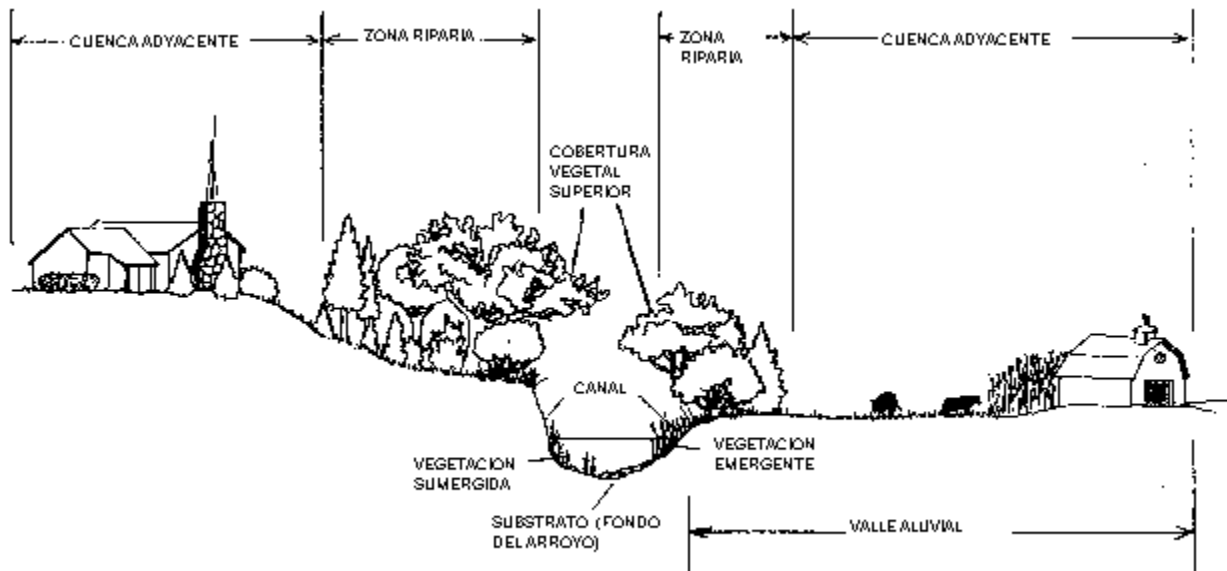 CUENCA ADYACENTE
ZONA RIPARIA
ZONA
RIPARIA
CUENCA ADYACENTE
COBERTURA
VEGETAL
SUPERIOR
CANAL
VEGETACION
SUMERGIDA
VEGETACION
EMERGENTE
SUBSTRATO (FONDO
DEL ARROYO)
VALLE ALUVIAL